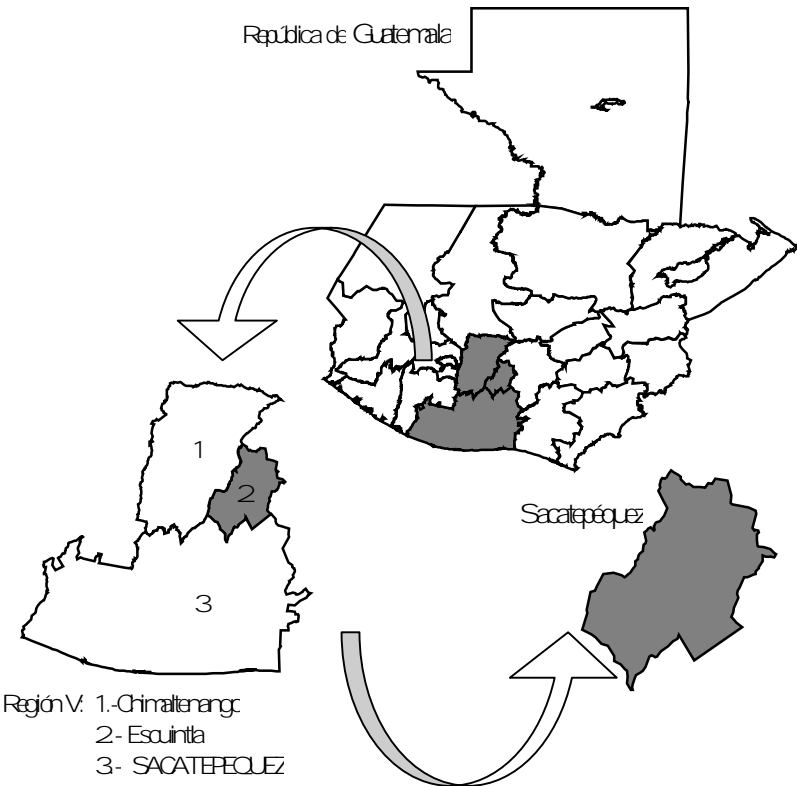 República de Guatemala
1
2
Sacatepéquez
3
Región V: 1.-Chimaltenango
2.- Escuintla
3.- SACATEPEQUEZ